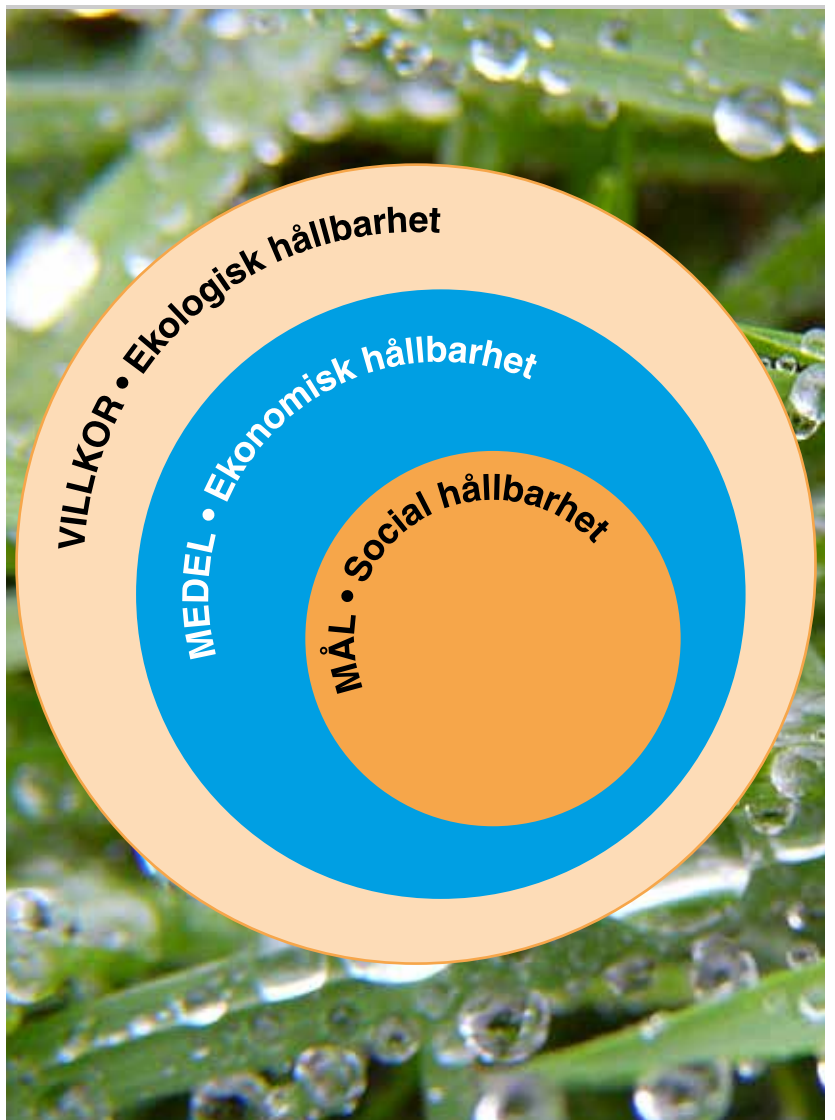 VILLKOR • Ekologisk hållbarhet
MEDEL • Ekonomisk hållbarhet
MÅL • Social hållbarhet